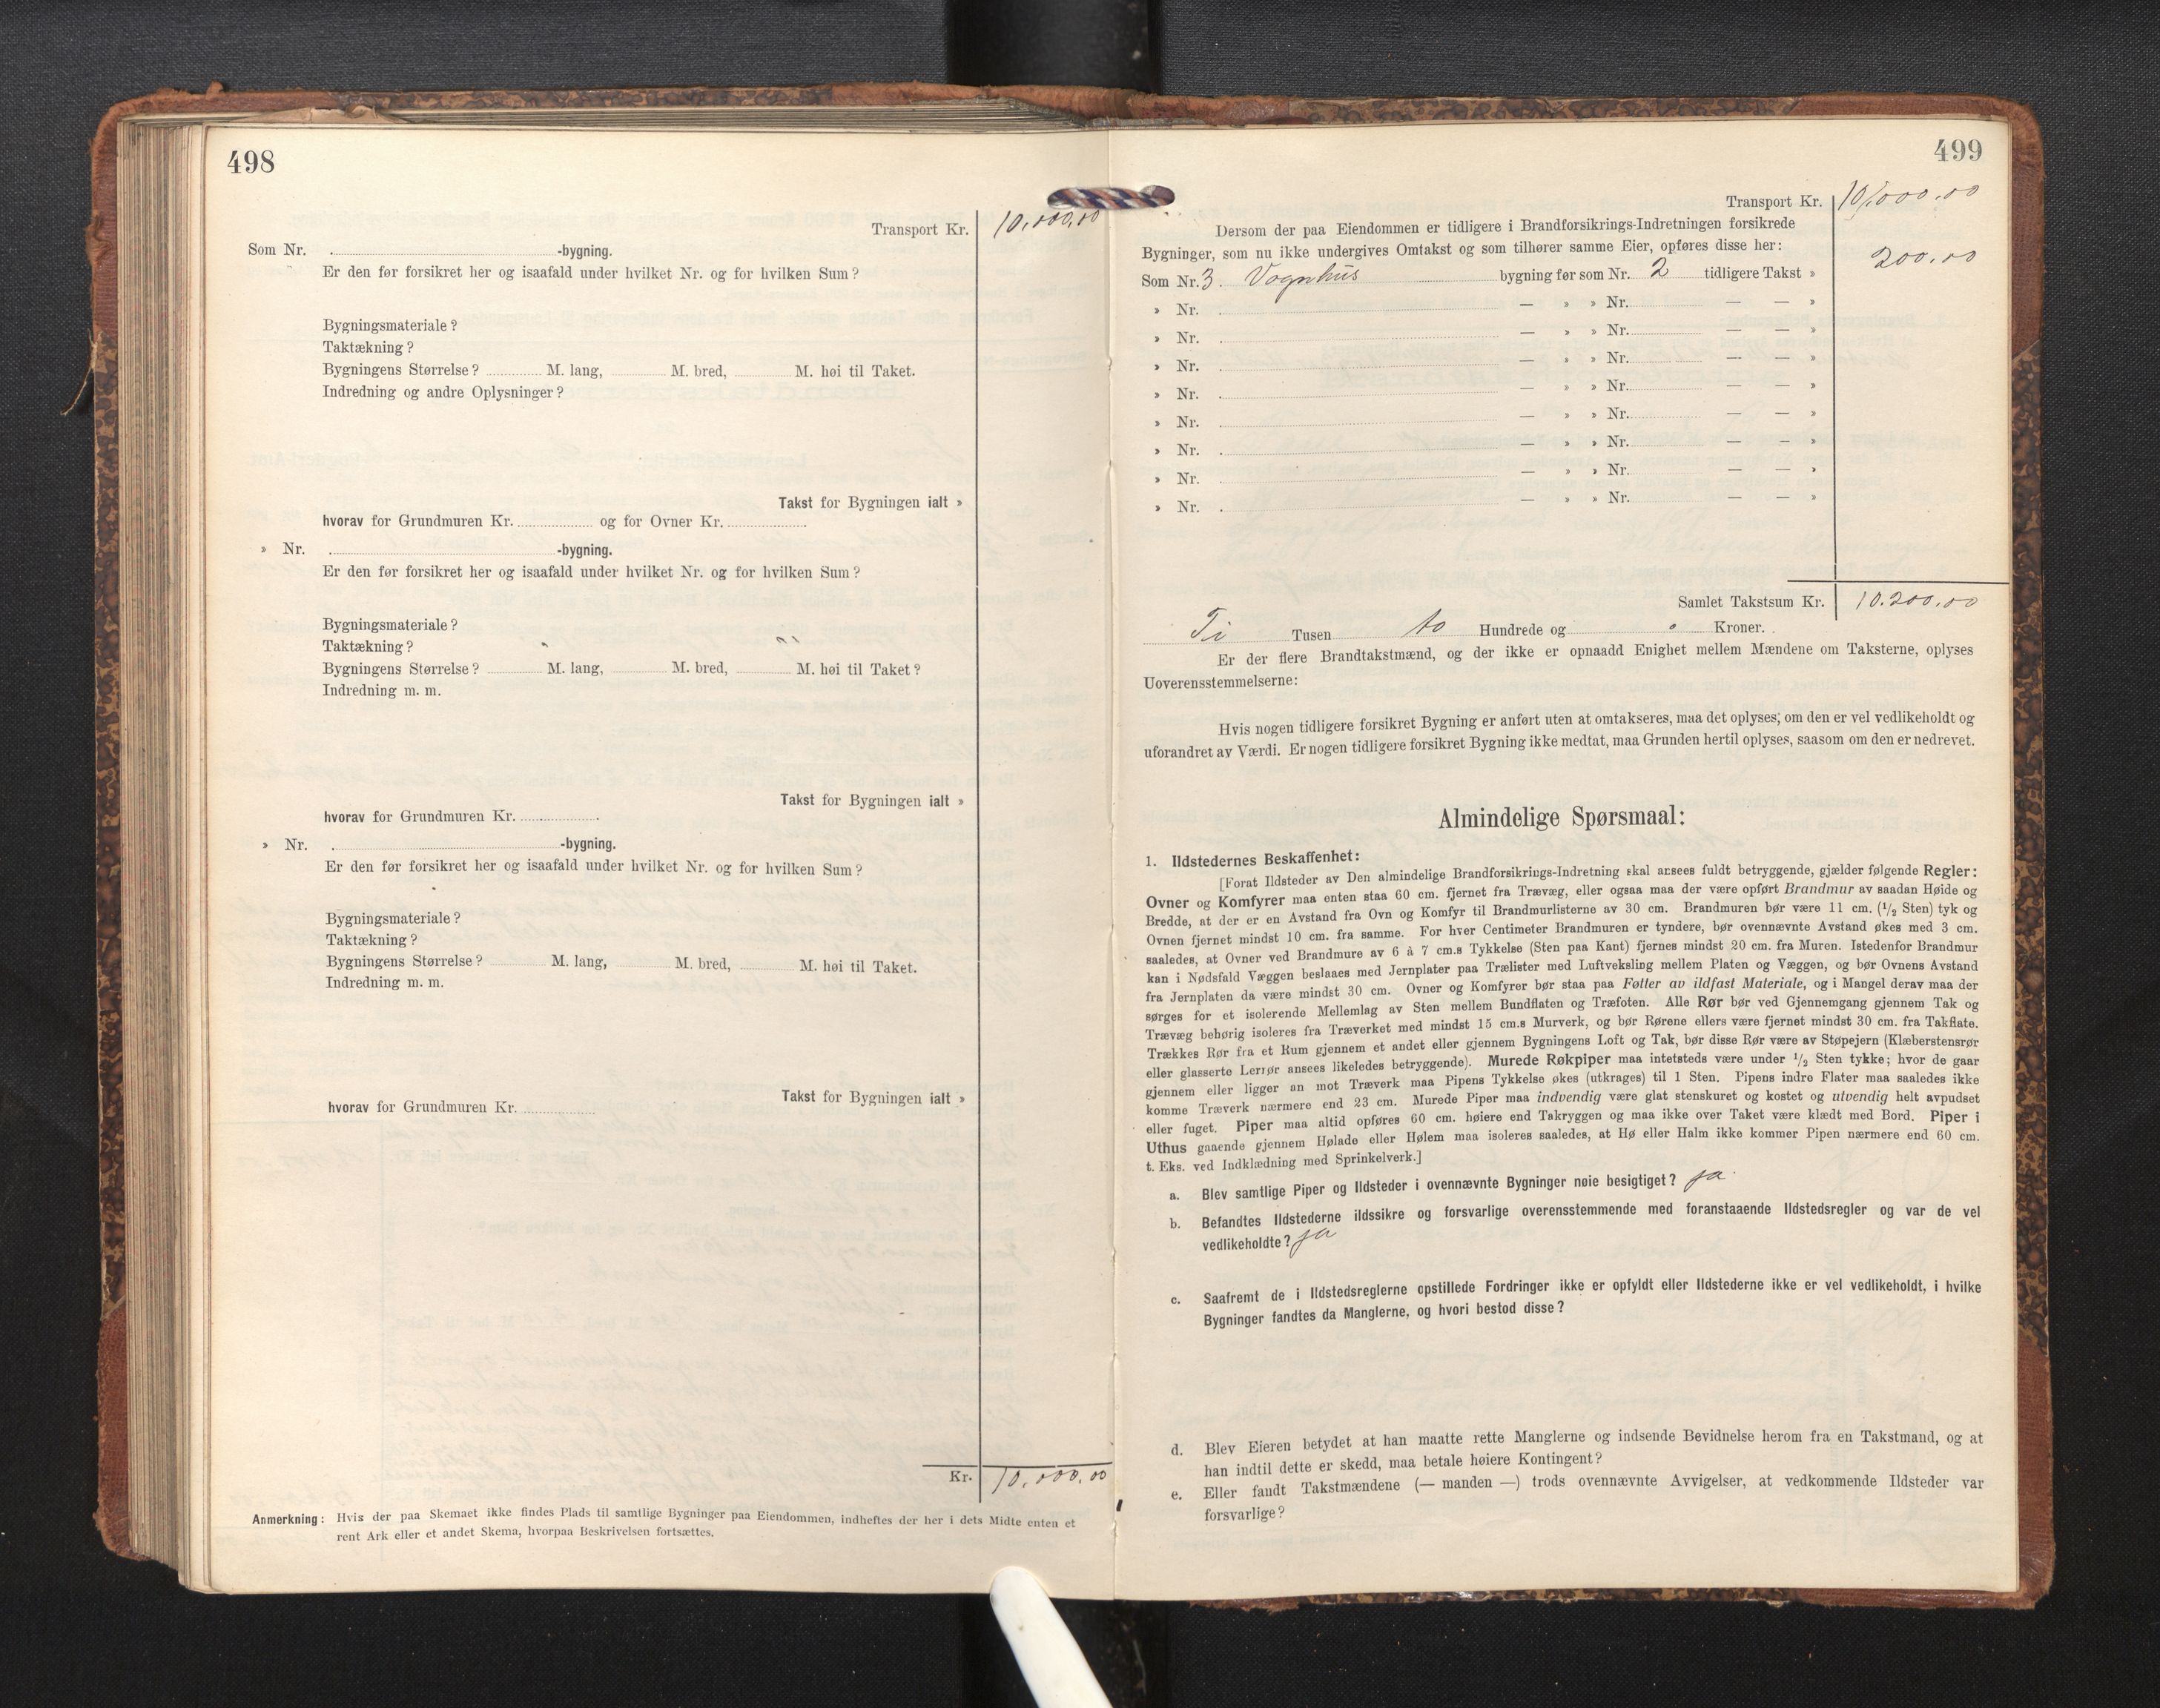 498
Transport Kr. 10,000,00
Som Nr. -bygning.
Er den før forsikret her og isaafald under hvilket Nr. og for hvilken Sum?
Bygningsmateriale?
Taktækning?
Bygningens Størrelse? M. lang, M. bred, M. høi til Taket.
Indredning og andre Oplysninger?
Takst for Bygningen ialt »
hvorav for Grundmuren Kr. og for Ovner Kr.
» Nr. -bygning.
Er den før forsikret her og isaafald under hvilket Nr. og for hvilken Sum?
Bygningsmateriale?
Taktækning?
Bygningens Størrelse? M. lang, M. bred, M. høi til Taket?
Indredning m. m.
Takst for Bygningen ialt »
hvorav for Grundmuren Kr.
» Nr. -bygning.
Er den før forsikret her og isaafald under hvilket Nr. og for hvilken Sum?
Bygningsmateriale?
Taktækning?
Bygningens Størrelse? M. lang, M. bred, M. høi til Taket.
Indredning m. m.
Takst for Bygningen ialt »
hvorav for Grundmuren Kr.
Kr. 10,000,00
Anmerkning: Hvis der paa Skemaet ikke findes Plads til samtlige Bygninger paa Eiendommen, indheftes der her i dets Midte enten et
rent Ark eller et andet Skema, hvorpaa Beskrivelsen fortsættes.
499
Transport Kr. 10,000.00
Dersom der paa Eiendommen er tidligere i Brandforsikrings-Indretningen forsikrede
Bygninger, som nu ikke undergives Omtakst og som tilhører samme Eier, opføres disse her:
Som Nr. 3. Vognhus bygning før som Nr. 2 tidligere Takst » 200.00
» Nr. — » » Nr. — — »
» Nr. — » » Nr. — — »
» Nr. — » » Nr. — — »
» Nr. — » » Nr. — — »
» Nr. — » » Nr. — — »
» Nr. — » » Nr. — — »
» Nr. — » » Nr. — — »
» Nr. — » » Nr. — — »
Samlet Takstsum Kr. 10.200.00
Ti Tusen to Hundrede og Kroner.
Er der flere Brandtakstmænd, og der ikke er opnaadd Enighet mellem Mændene om Taksterne, oplyses
Uoverensstemmelserne:
Hvis nogen tidligere forsikret Bygning er anført uten at omtakseres, maa det oplyses, om den er vel vedlikeholdt og
uforandret av Værdi. Er nogen tidligere forsikret Bygning ikke medtat, maa Grunden hertil oplyses, saasom om den er nedrevet.
Almindelige Spørsmaal:
1. Ildstedernes Beskaffenhet:
[Forat Ildsteder av Den almindelige Brandforsikrings-Indretning skal ansees fuldt betryggende, gjælder følgende Regler:
Ovner og Komfyrer maa enten staa 60 cm. fjernet fra Trævæg, eller ogsaa maa der være opført Brandmur av saadan Høide og
Bredde, at der er en Avstand fra Ovn og Komfyr til Brandmurlisterne av 30 cm. Brandmuren bør være 11 cm. (1/2 Sten) tyk og
Ovnen fjernet mindst 10 cm. fra samme. For hver Centimeter Brandmuren er tyndere, bør ovennævnte Avstand økes med 3 cm.
saaledes, at Ovner ved Brandmure av 6 à 7 cm.s Tykkelse (Sten paa Kant) fjernes mindst 20 cm. fra Muren. Istedenfor Brandmur
kan i Nødsfald Væggen beslaaes med Jernplater paa Trælister med Luftveksling mellem Platen og Væggen, og bør Ovnens Avstand
fra Jernplaten da være mindst 30 cm. Ovner og Komfyrer bør staa paa Føtter av ildfast Materiale, og i Mangel derav maa der
sørges for et isolerende Mellemlag av Sten mellem Bundflaten og Træfoten. Alle Rør bør ved Gjennemgang gjennem Tak og
Trævæg behørig isoleres fra Træverket med mindst 15 cm.s Murverk, og bør Rørene ellers være fjernet mindst 30 cm. fra Takflate.
Trækkes Rør fra et Rum gjennem et andet eller gjennem Bygningens Loft og Tak, bør disse Rør være av Støpejern (Klæberstensrør
eller glasserte Lerrør ansees likeledes betryggende). Murede Røkpiper maa intetsteds være under 1/2 Sten tykke; hvor de gaar
gjennem eller ligger an mot Træverk maa Pipens Tykkelse økes (utkrages) til 1 Sten. Pipens indre Flater maa saaledes ikke
komme Træverk nærmere end 23 cm. Murede Piper maa indvendig være glat stenskuret og kostet og utvendig helt avpudset
eller fuget. Piper maa altid opføres 60 cm. høiere end Takryggen og maa ikke over Taket være klædt med Bord. Piper i
Uthus gaaende gjennem Hølade eller Hølem maa isoleres saaledes, at Hø eller Halm ikke kommer Pipen nærmere end 60 cm.
t. Eks. ved Indklædning med Sprinkelverk.]
a. Blev samtlige Piper og Ildsteder i ovennævnte Bygninger nøie besigtiget? ja
b. Befandtes Ildstederne ildssikre og forsvarlige overensstemmende med foranstaaende Ildstedsregler og var de vel
vedlikeholdte? ja
c. Saafremt de i Ildstedsreglerne opstillede Fordringer ikke er opfyldt eller Ildstederne ikke er vel vedlikeholdt, i hvilke
Bygninger fandtes da Manglerne, og hvori bestod disse?
d. Blev Eieren betydet at han maatte rette Manglerne og indsende Bevidnelse herom fra en Takstmand, og at
han indtil dette er skedd, maa betale høiere Kontingent?
e. Eller fandt Takstmændene (— manden —) trods ovennævnte Avvigelser, at vedkommende Ildsteder var
forsvarlige?